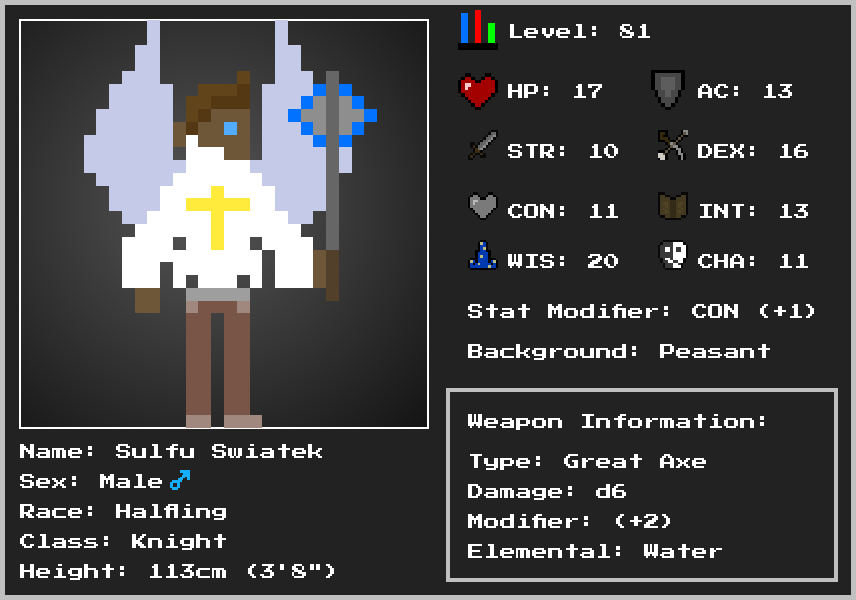 Level: 81
HP: 17
AC: 13
STR: 10
DEX: 16
CON: 11
INT: 13
WIS: 20
CHA: 11
Stat Modifier: CON (+1)
Background: Peasant
Weapon Information:
Type: Great Axe
Damage: d6
Modifier: (+2)
Elemental: Water
Name: Sulfu Swiatek
Sex: Male♂
Race: Halfling
Class: Knight
Height: 113cm (3'8")